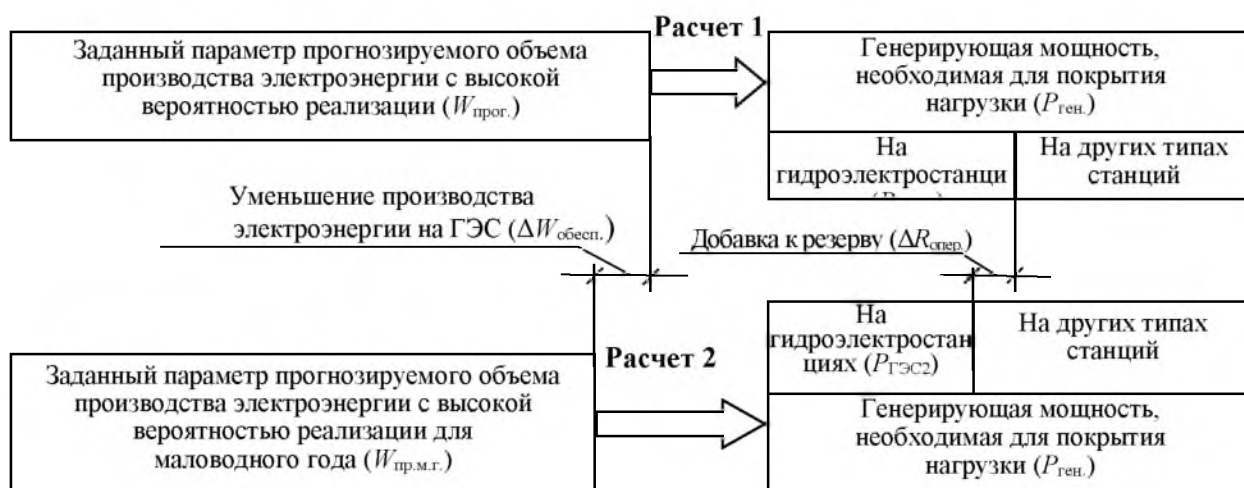 Расчет 1
Заданный параметр прогнозируемого объема
производства электроэнергии с высокой
вероятностью реализации (Wпрог.)
Генерирующая мощность,
необходимая для покрытия
нагрузки (Pген.)
На
гидроэлектростанци
На других типах
станций
Уменьшение производства
электроэнергии на ГЭС (ΔWобесп.)
Добавка к резерву (ΔRопер.)
На
гидроэлектростан
циях (PГЭС2)
На других типах
станций
Расчет 2
Заданный параметр прогнозируемого объема
производства электроэнергии с высокой
вероятностью реализации для
маловодного года (Wпр.м.г.)
Генерирующая мощность,
необходимая для покрытия
нагрузки (Pген.)